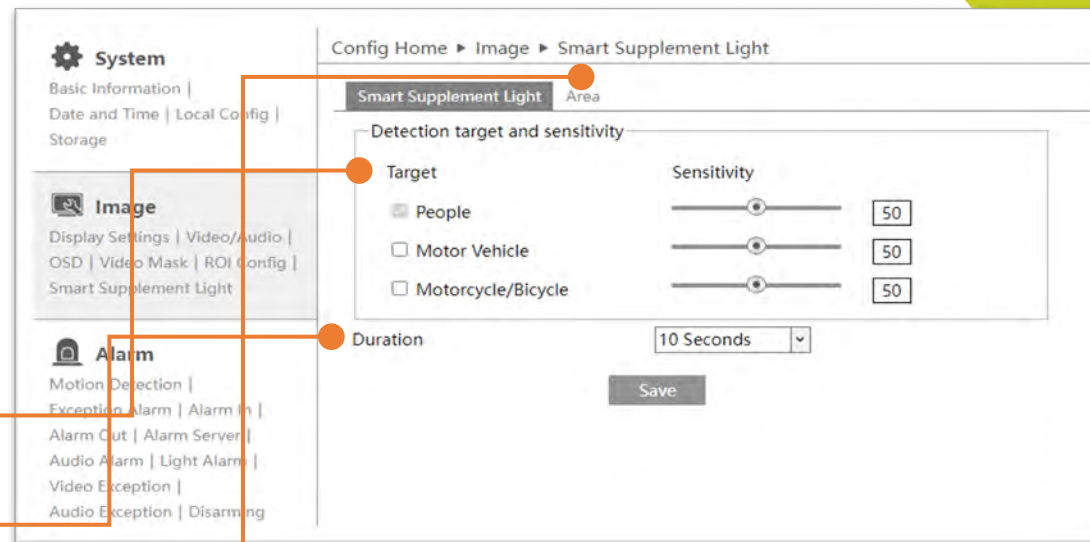 System
Basic Information |
Date and Time | Local Config |
Storage
Image
Display Settings | Video/Audio |
OSD | Video Mask | ROI Config |
Smart Supplement Light
Alarm
Motion Detection |
Exception Alarm | Alarm In |
Alarm Out | Alarm Server |
Audio Alarm | Light Alarm |
Video Exception |
Audio Exception | Disarming
Config Home ▶ Image ▶ Smart Supplement Light
Smart Supplement Light Area
Detection target and sensitivity
Target Sensitivity
People 50
Motor Vehicle 50
Motorcycle/Bicycle 50
Duration 10 Seconds
Save